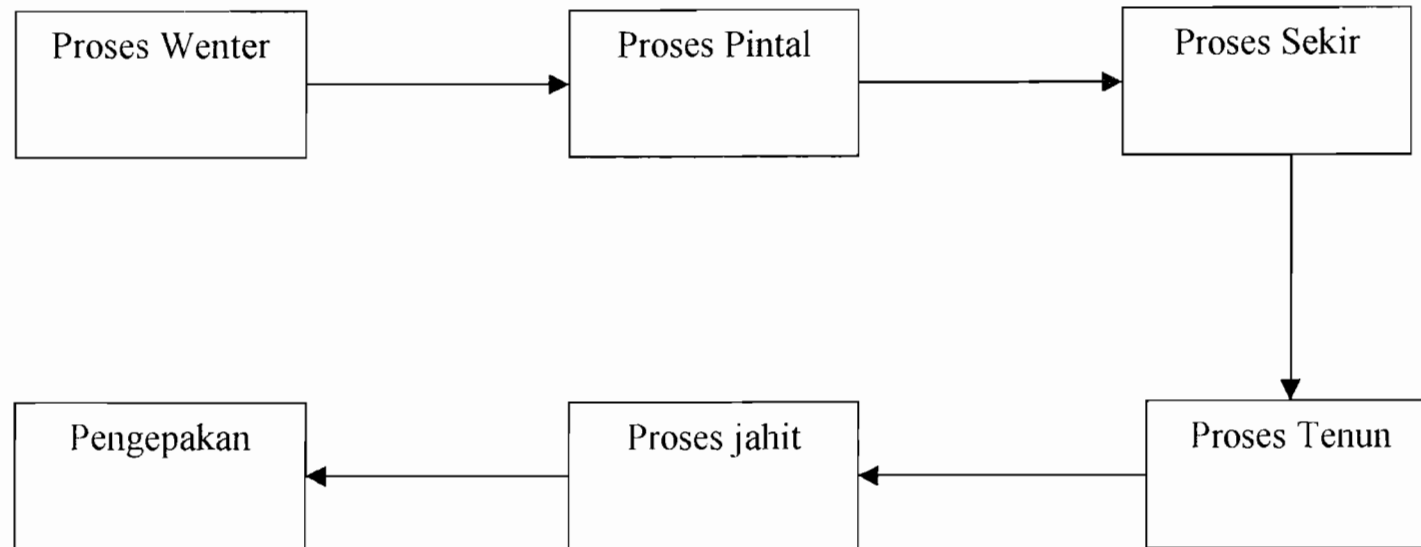 Proses Wenter
Proses Pintal
Proses Sekir
Proses Tenun
Proses jahit
Pengepakan